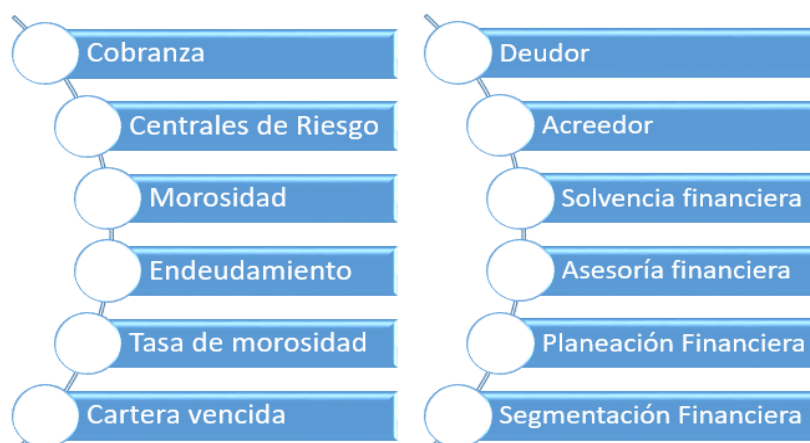 Cobranza
Centrales de Riesgo
Morosidad
Endeudamiento
Tasa de morosidad
Cartera vencida
Deudor
Acreedor
Solvencia financiera
Asesoría financiera
Planeación Financiera
Segmentación Financiera